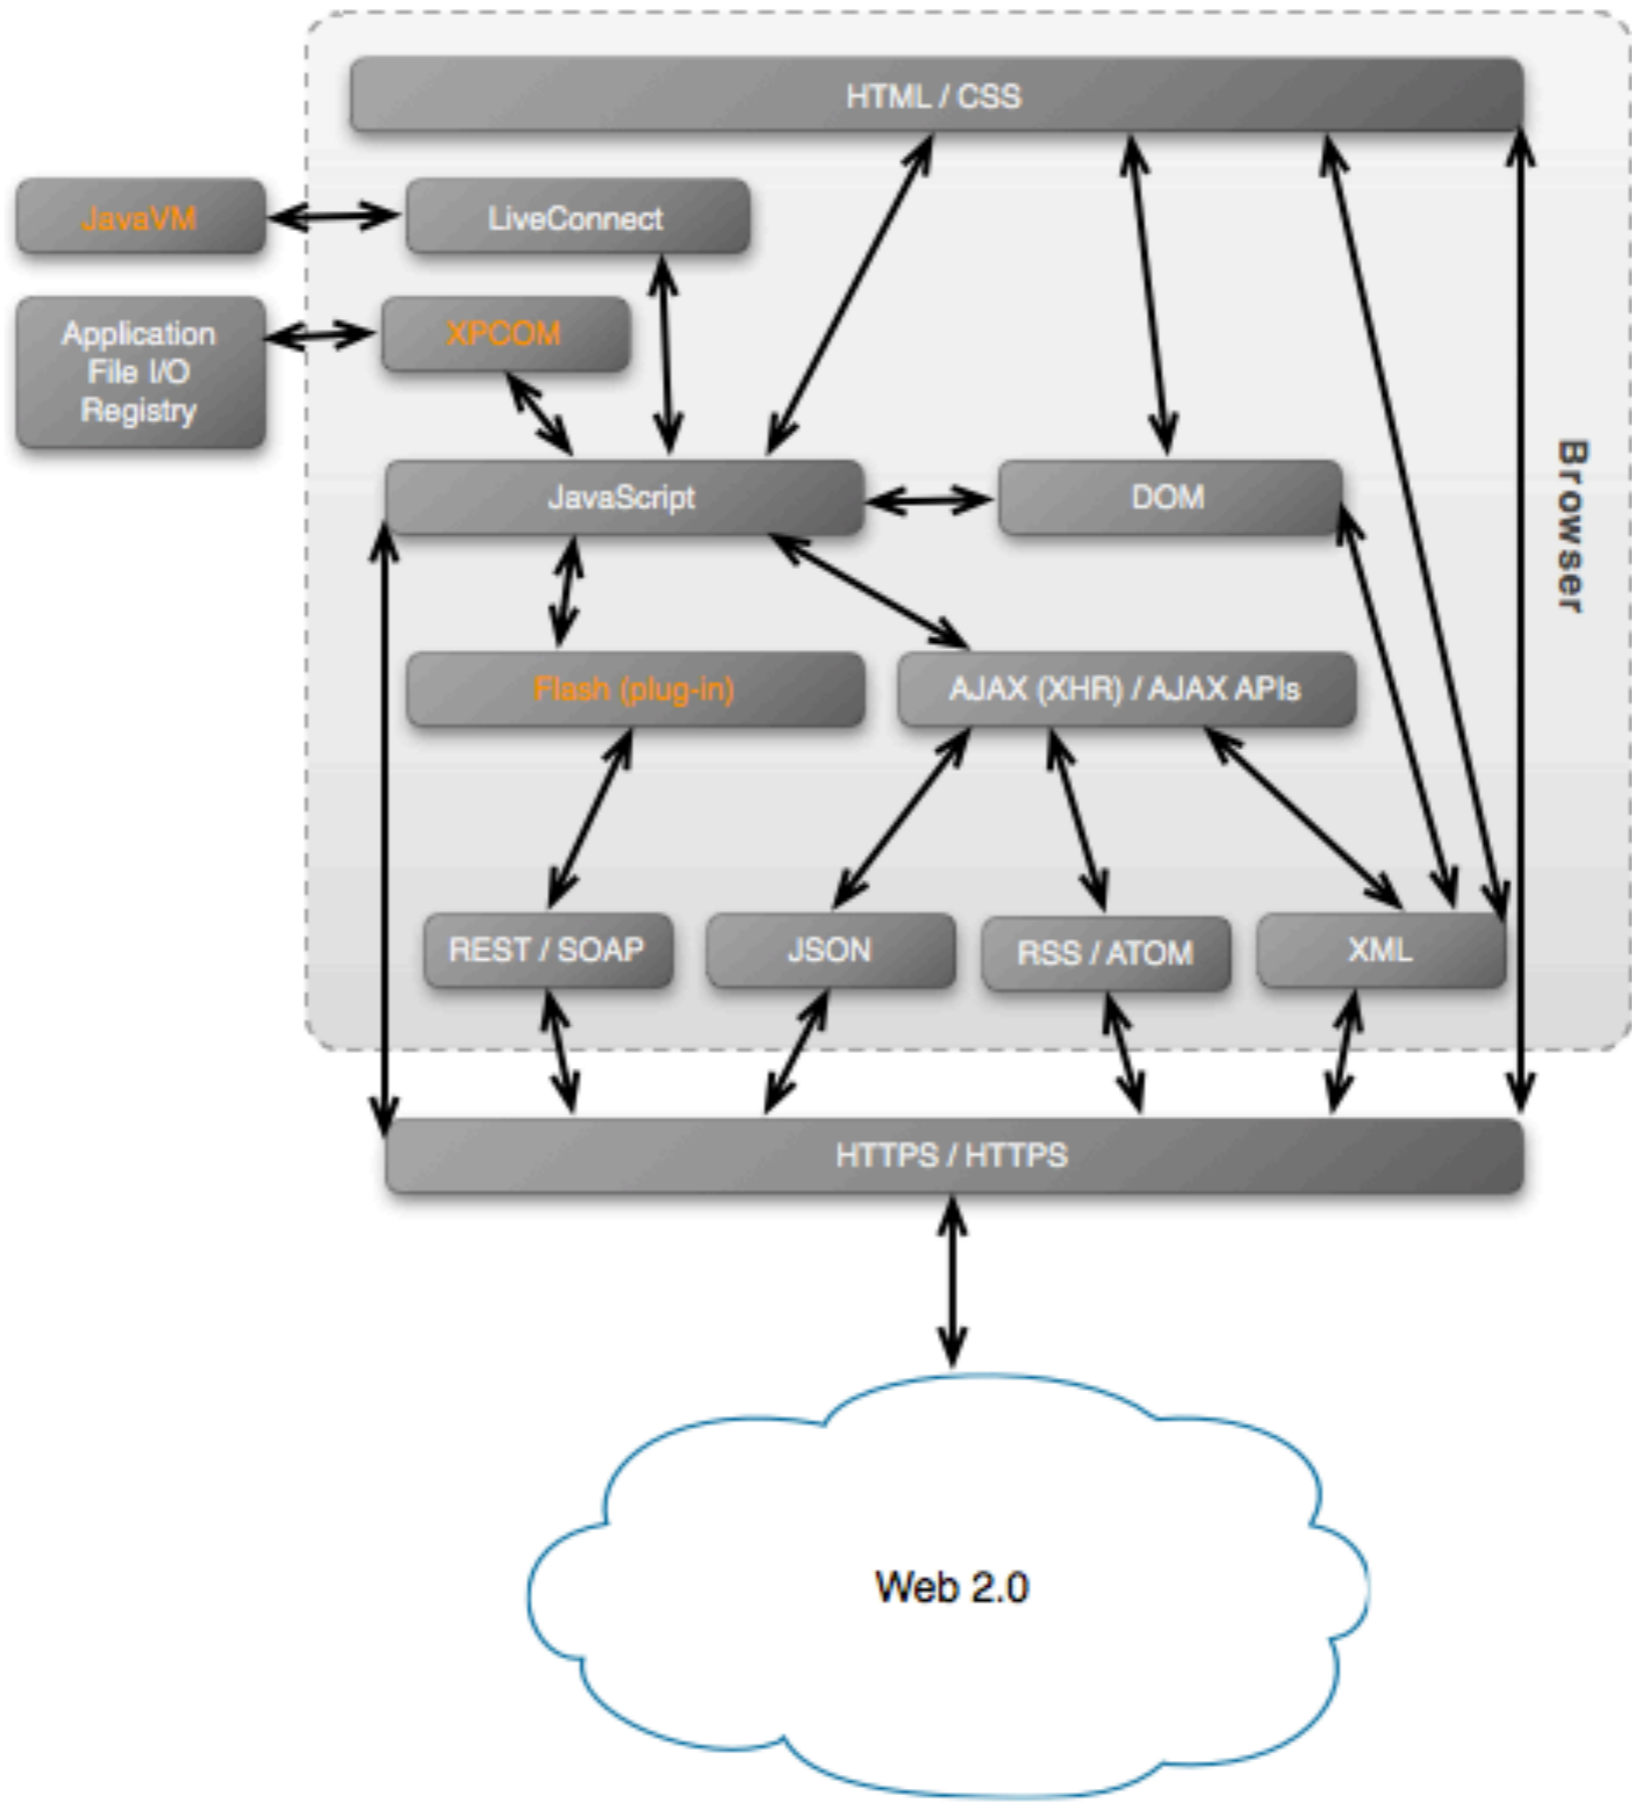 HTML / CSS
JavaVM
LiveConnect
Application
File I/O
Registry
XPCOM
JavaScript
DOM
Browser
Flash (plug-in)
AJAX (XHR) / AJAX APIs
REST / SOAP
JSON
RSS / ATOM
XML
HTTPS / HTTPS
Web 2.0